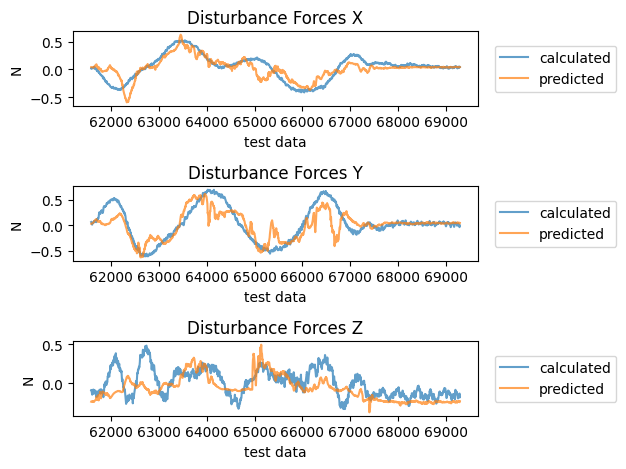 Disturbance Forces X
0.5
0.0
−0.5
N
62000 63000 64000 65000 66000 67000 68000 69000
test data
calculated
predicted
Disturbance Forces Y
0.5
0.0
−0.5
N
62000 63000 64000 65000 66000 67000 68000 69000
test data
calculated
predicted
Disturbance Forces Z
0.5
0.0
N
62000 63000 64000 65000 66000 67000 68000 69000
test data
calculated
predicted